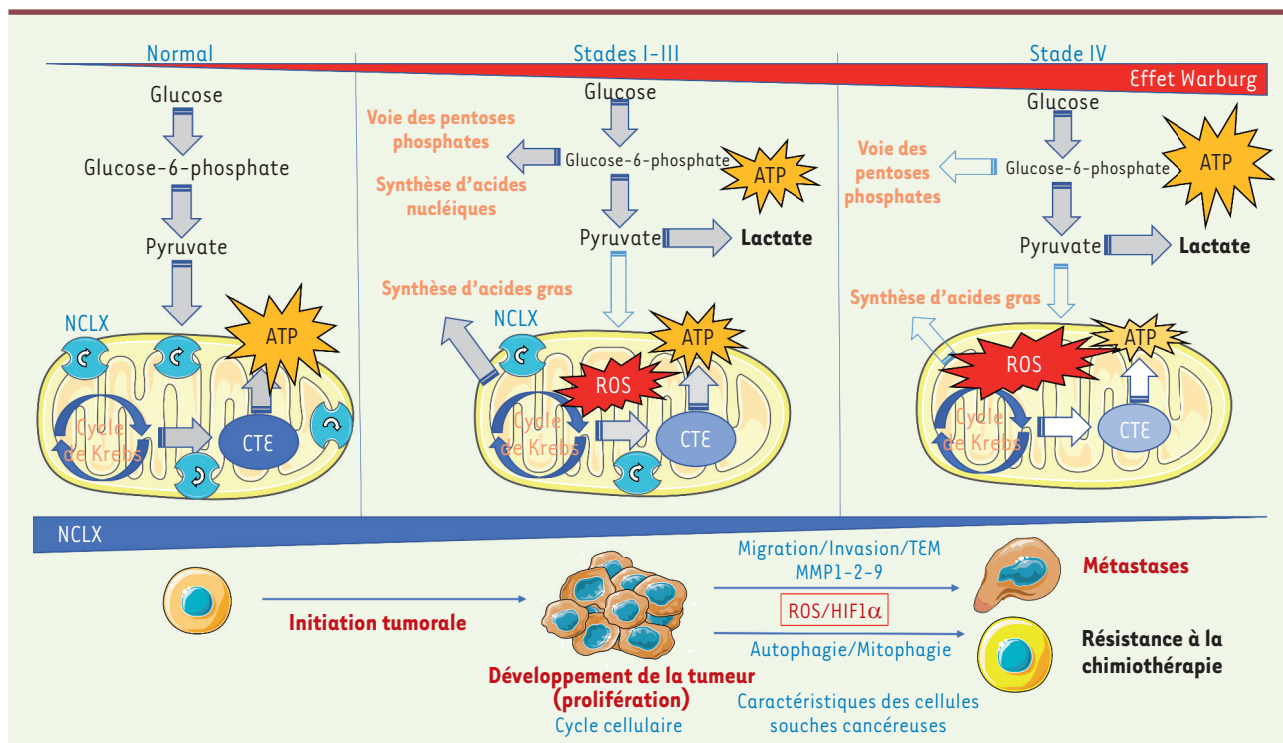 Normal
Stades I-III
Stade IV
Effet Warburg
Glucose
Glucose-6-phosphate
Pyruvate
NCLX
ATP
Cycle
de Krebs
CTE
Glucose
Voie des pentoses
phosphates
Glucose-6-phosphate
ATP
Synthèse d'acides
nucléiques
Pyruvate
Lactate
Synthèse d'acides gras
NCLX
ATP
ROS
Cycle
de Krebs
CTE
Glucose
Voie des
pentoses
phosphates
Glucose-6-phosphate
ATP
Pyruvate
Lactate
Synthèse d'acides gras
ATP
ROS
Cycle
de Krebs
CTE
NCLX
Initiation tumorale
Développement de la tumeur
(prolifération)
Cycle cellulaire
Migration/Invasion/TEM
MMP1-2-9
ROS/HIF1α
Autophagie/Mitophagie
Caractéristiques des cellules
souches cancéreuses
Métastases
Résistance à la
chimiothérapie